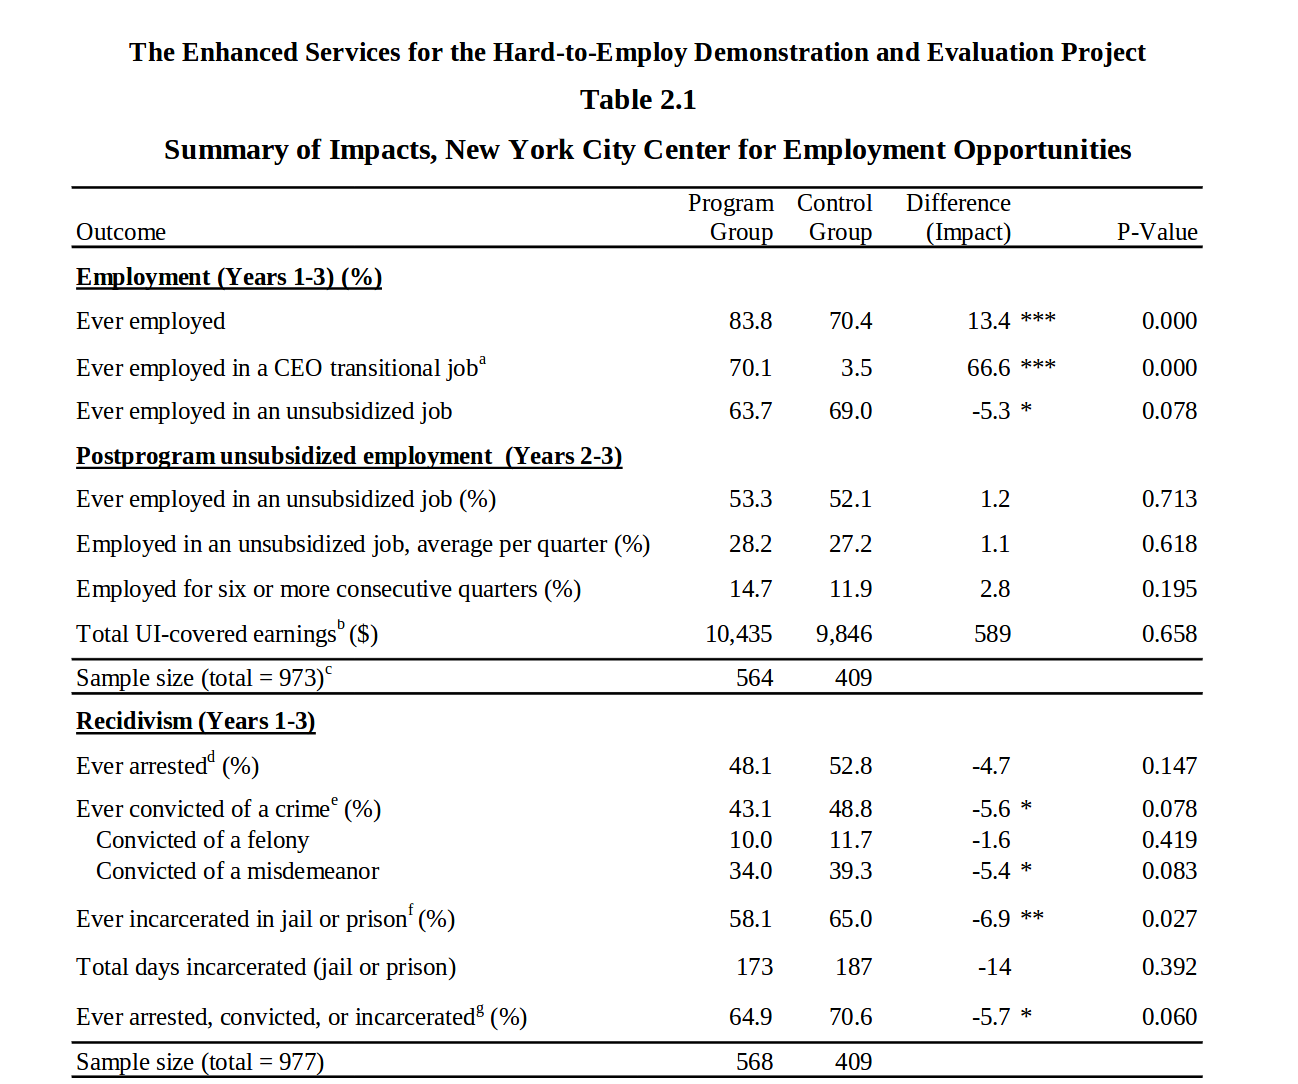 The Enhanced Services for the Hard-to-Employ Demonstration and Evaluation Project
Table 2.1
Summary of Impacts, New York City Center for Employment Opportunities
Program Control Difference
Outcome Group Group (Impact) P-Value
Employment (Years 1-3) (%)
Ever employed 83.8 70.4 13.4 *** 0.000
Ever employed in a CEO transitional job^a 70.1 3.5 66.6 *** 0.000
Ever employed in an unsubsidized job 63.7 69.0 -5.3 * 0.078
Postprogram unsubsidized employment (Years 2-3)
Ever employed in an unsubsidized job (%) 53.3 52.1 1.2 0.713
Employed in an unsubsidized job, average per quarter (%) 28.2 27.2 1.1 0.618
Employed for six or more consecutive quarters (%) 14.7 11.9 2.8 0.195
Total UI-covered earnings^b ($) 10,435 9,846 589 0.658
Sample size (total = 973)^c 564 409
Recidivism (Years 1-3)
Ever arrested^d (%) 48.1 52.8 -4.7 0.147
Ever convicted of a crime^e (%) 43.1 48.8 -5.6 * 0.078
Convicted of a felony 10.0 11.7 -1.6 0.419
Convicted of a misdemeanor 34.0 39.3 -5.4 * 0.083
Ever incarcerated in jail or prison^f (%) 58.1 65.0 -6.9 ** 0.027
Total days incarcerated (jail or prison) 173 187 -14 0.392
Ever arrested, convicted, or incarcerated^g (%) 64.9 70.6 -5.7 * 0.060
Sample size (total = 977) 568 409